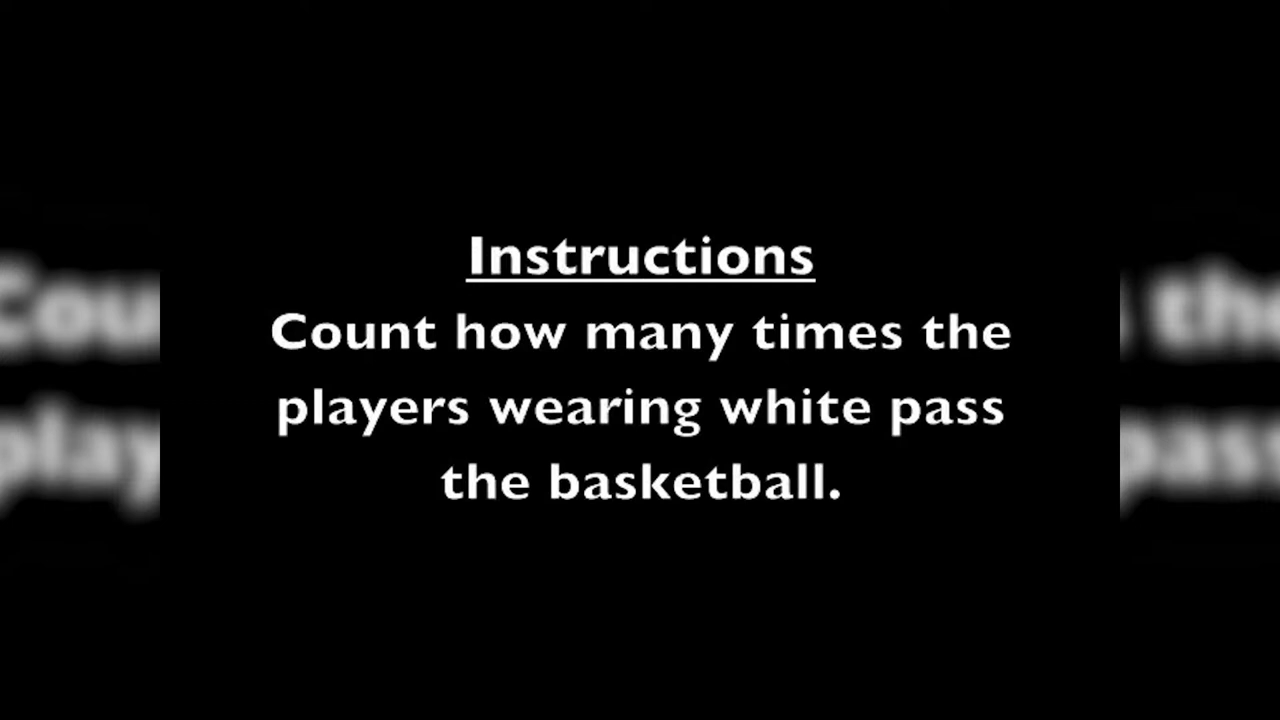 Instructions
Count how many times the
players wearing white pass
the basketball.